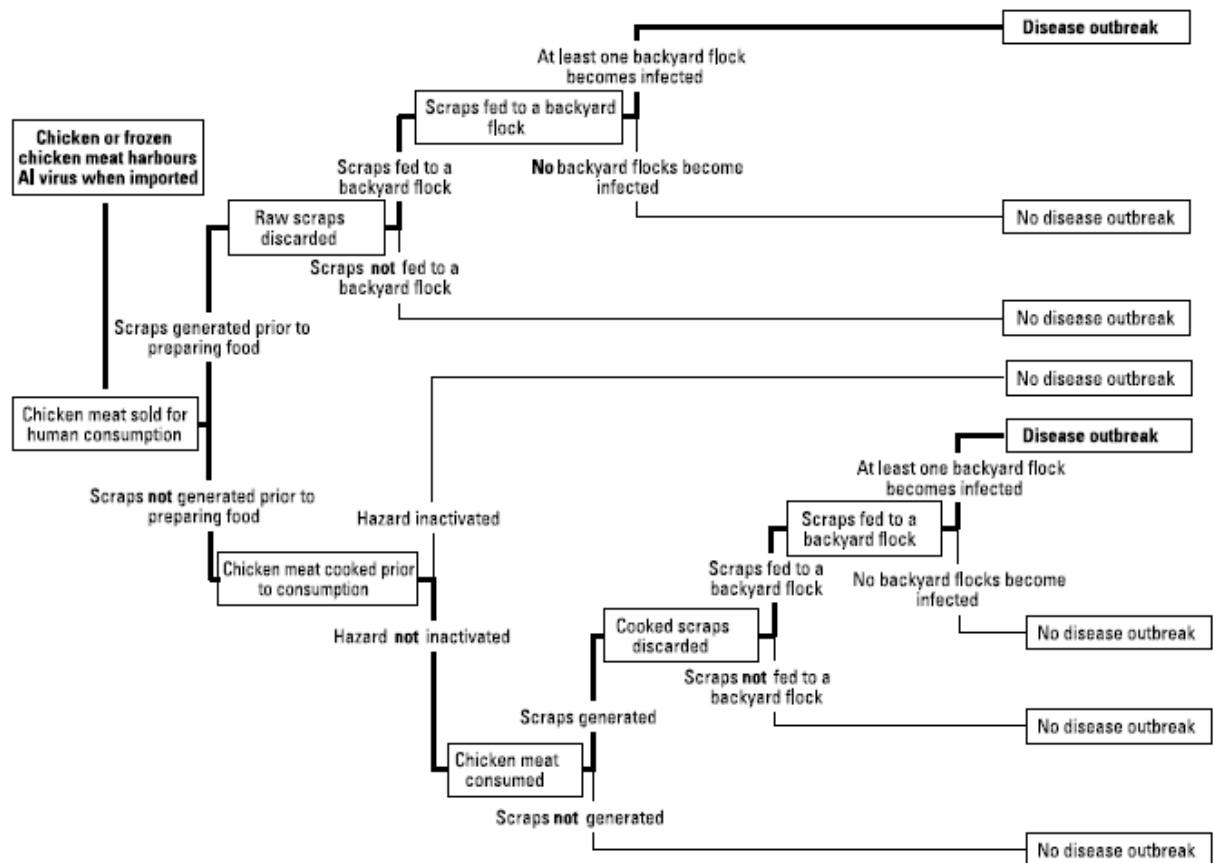 Disease outbreak
At least one backyard flock
becomes infected
Scraps fed to a backyard
flock
Chicken or frozen
chicken meat harbours
AI virus when imported
Scraps fed to a
backyard flock
No backyard flocks become
infected
Raw scraps
discarded
No disease outbreak
Scraps not fed to a
backyard flock
No disease outbreak
Scraps generated prior to
preparing food
No disease outbreak
Chicken meat sold for
human consumption
Disease outbreak
At least one backyard flock
becomes infected
Scraps not generated prior to
preparing food
Hazard inactivated
Scraps fed to a
backyard flock
Chicken meat cooked prior
to consumption
Scraps fed to a
backyard flock
No backyard flocks become
infected
Hazard not inactivated
Cooked scraps
discarded
No disease outbreak
Scraps not fed to a
backyard flock
Scraps generated
No disease outbreak
Chicken meat
consumed
Scraps not generated
No disease outbreak